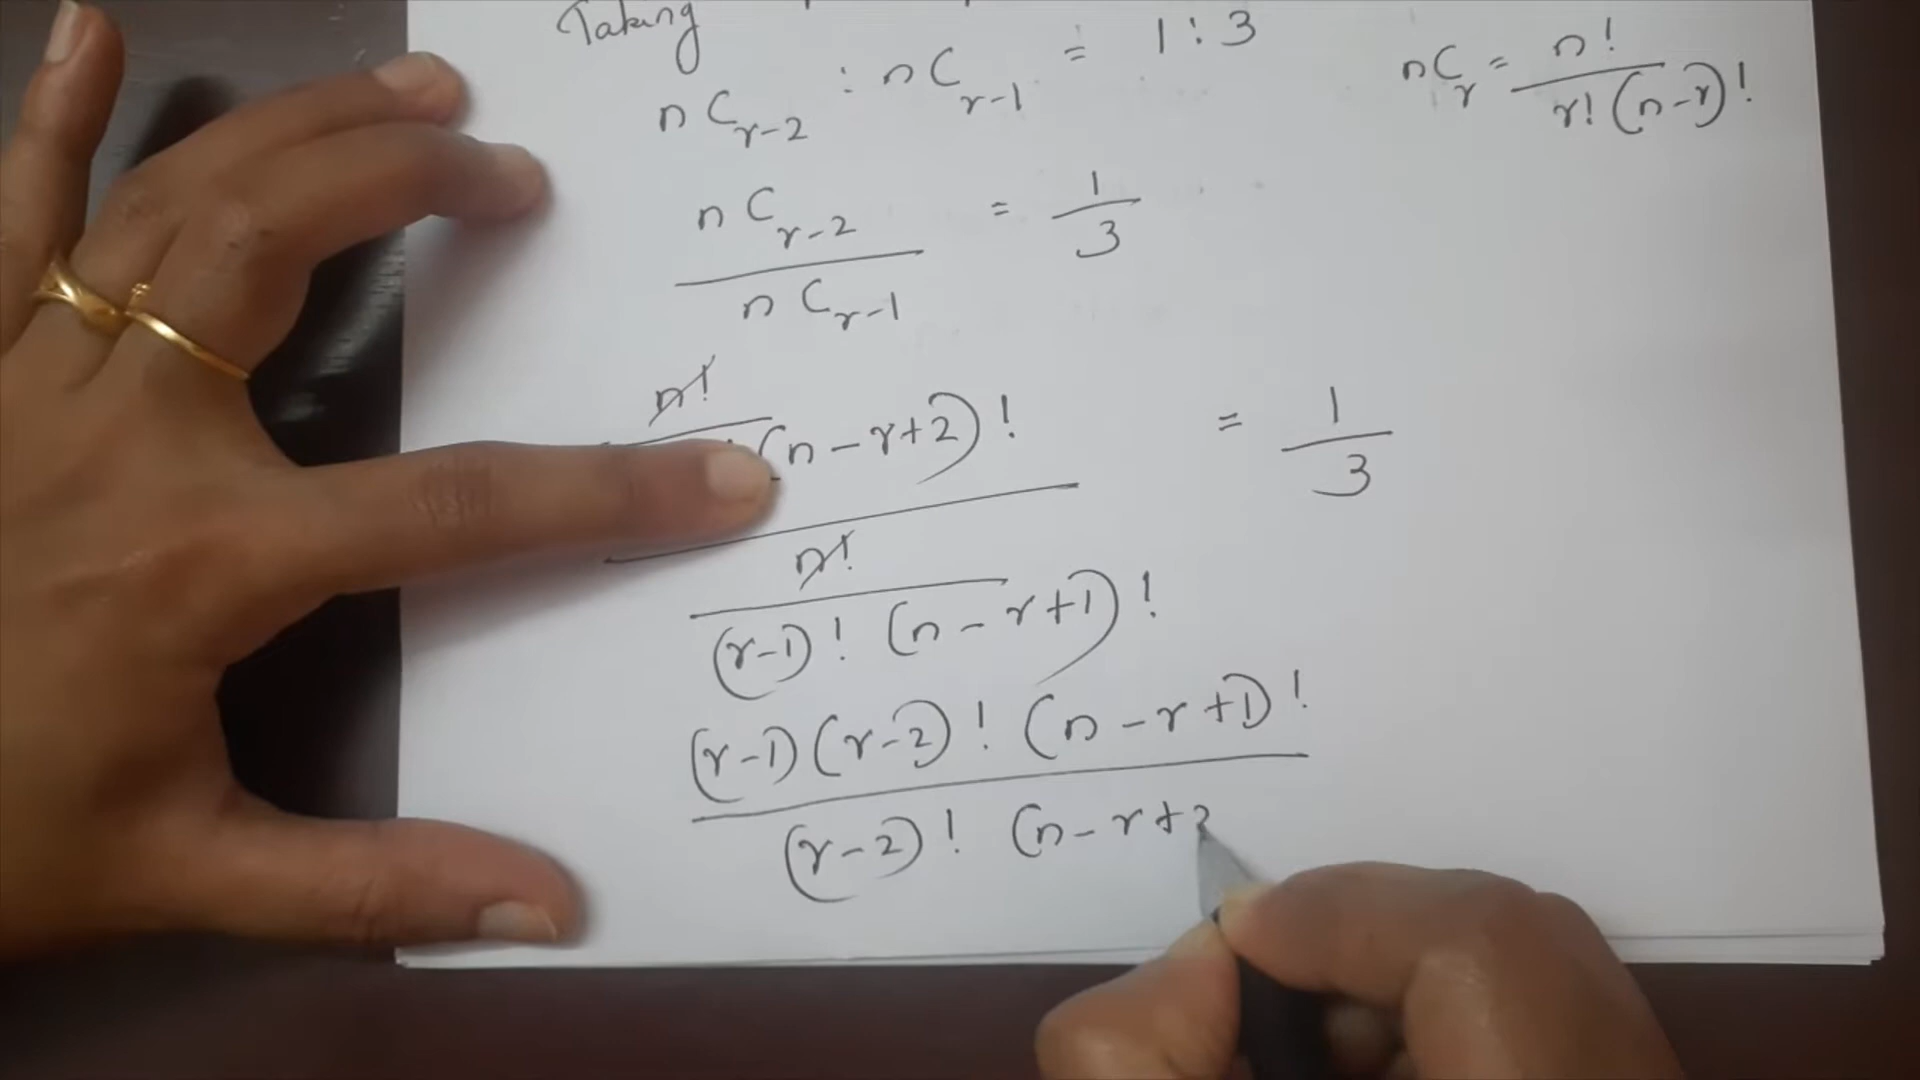 Taking
nC_{r-2} : nC_{r-1} = 1 : 3
nC_r = n! / r! (n-r)!
nC_{r-2} / nC_{r-1} = 1 / 3
n! / (n-r+2)! = 1 / 3
n! / (r-1)! (n-r+1)!
(r-1)(r-2)! (n-r+1)!
(r-2)! (n-r+2